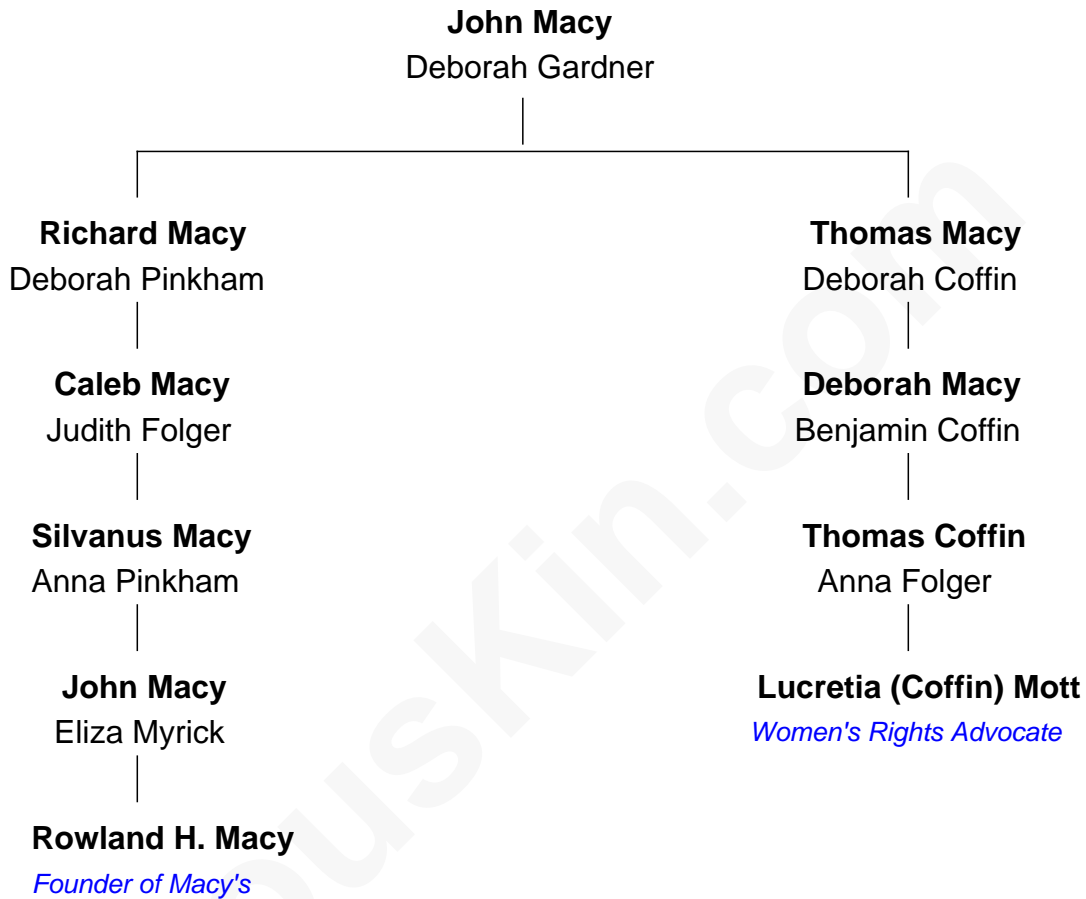 John Macy
Deborah Gardner
Richard Macy
Deborah Pinkham
Thomas Macy
Deborah Coffin
Caleb Macy
Judith Folger
Deborah Macy
Benjamin Coffin
Silvanus Macy
Anna Pinkham
Thomas Coffin
Anna Folger
John Macy
Eliza Myrick
Lucretia (Coffin) Mott
Women's Rights Advocate
Rowland H. Macy
Founder of Macy's
ousKin.com